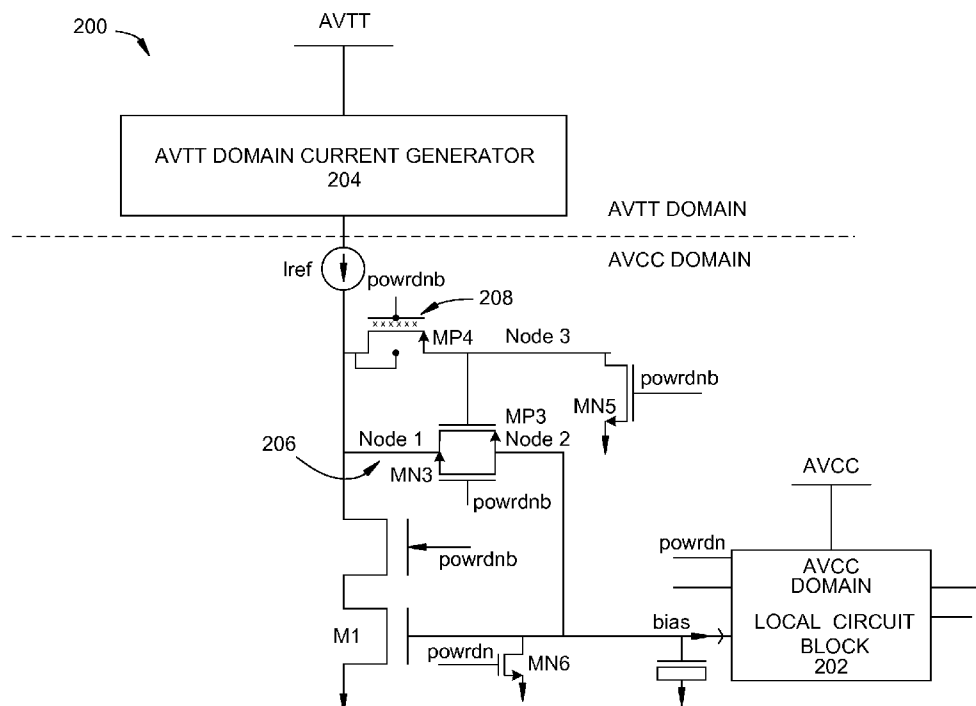 200
AVTT
AVTT DOMAIN CURRENT GENERATOR
204
AVTT DOMAIN
AVCC DOMAIN
Iref
powrdnb
208
MP4
Node 3
powrdnb
MN5
MP3
206
Node 1
Node 2
MN3
powrdnb
AVCC
powrdnb
powrdn
AVCC
DOMAIN
LOCAL CIRCUIT
BLOCK
202
M1
bias
powrdn
MN6